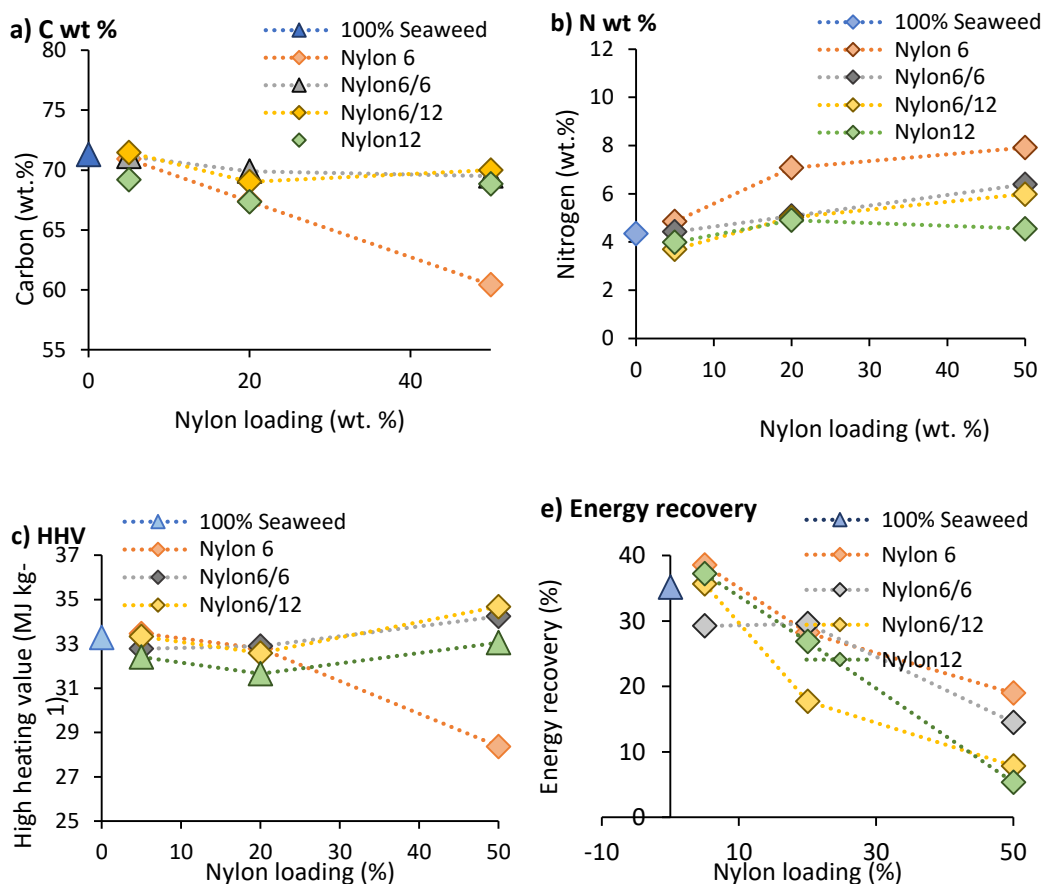 a) C wt %
100% Seaweed
Nylon 6
Nylon6/6
Nylon6/12
Nylon12
80
75
70
65
60
55
Carbon (wt.%)
0
20
40
Nylon loading (wt. %)
b) N wt %
100% Seaweed
Nylon 6
Nylon6/6
Nylon6/12
Nylon12
12
10
8
6
4
2
0
Nitrogen (wt.%)
0
10
20
30
40
50
Nylon loading (wt. %)
c) HHV
100% Seaweed
Nylon 6
Nylon6/6
Nylon6/12
37
35
33
31
29
27
25
High heating value (MJ kg-
1)
0
10
20
30
40
50
Nylon loading (%)
e) Energy recovery
100% Seaweed
Nylon 6
Nylon6/6
Nylon6/12
Nylon12
40
30
20
10
0
Energy recovery (%)
-10
10
30
50
Nylon loading (%)